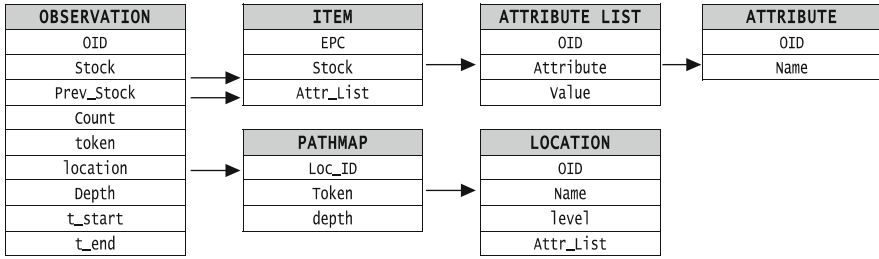 OBSERVATION
OID
Stock
Prev_Stock
Count
token
location
Depth
t_start
t_end
ITEM
EPC
Stock
Attr_List
PATHMAP
Loc_ID
Token
depth
ATTRIBUTE LIST
OID
Attribute
Value
LOCATION
OID
Name
level
Attr_List
ATTRIBUTE
OID
Name